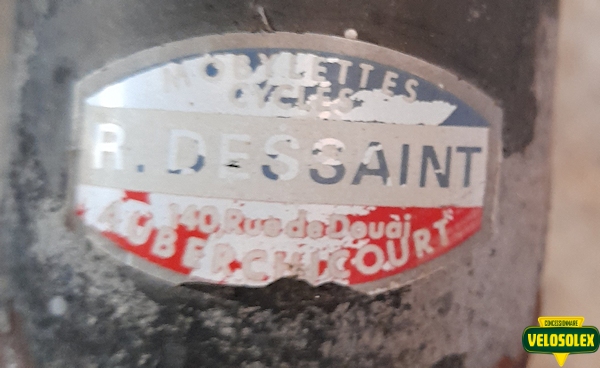 MOBYLETTES
CYCLES
R. DESSAINT
140, Rue de Douai
AUBERCHICOURT
CONCESSIONNAIRE
VELOSOLEX